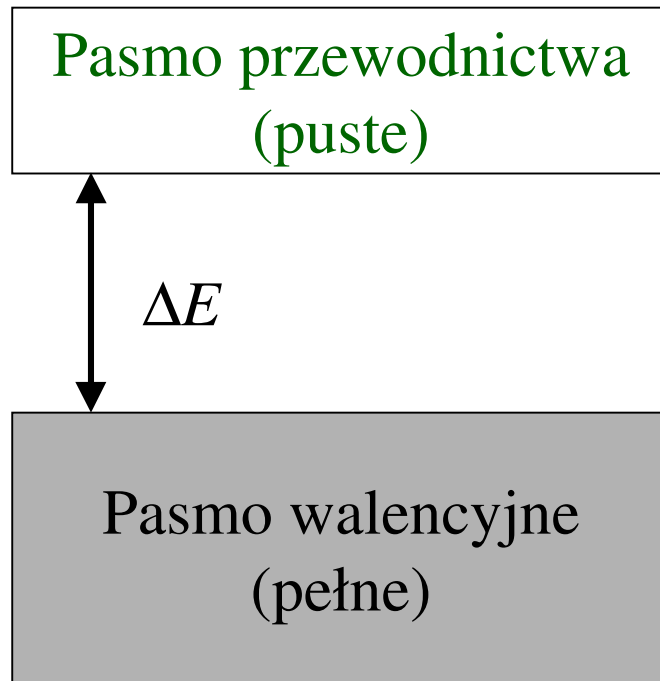 Pasmo przewodnictwa
(puste)
ΔE
Pasmo walencyjne
(pełne)